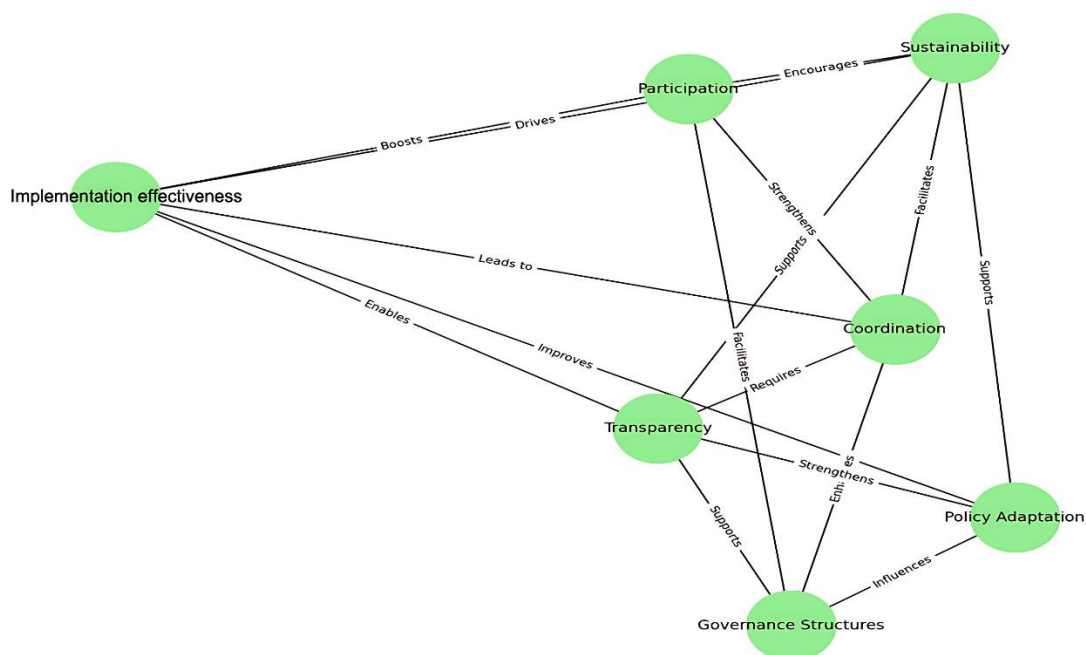 Sustainability
Encourages
Participation
Drives
Boosts
Implementation effectiveness
Strengthens
Facilitates
Supports
Supports
Leads to
Enables
Coordination
Improves
Facilitates
Requires
Transparency
Strengthens
Policy Adaptation
Supports
Influences
Governance Structures